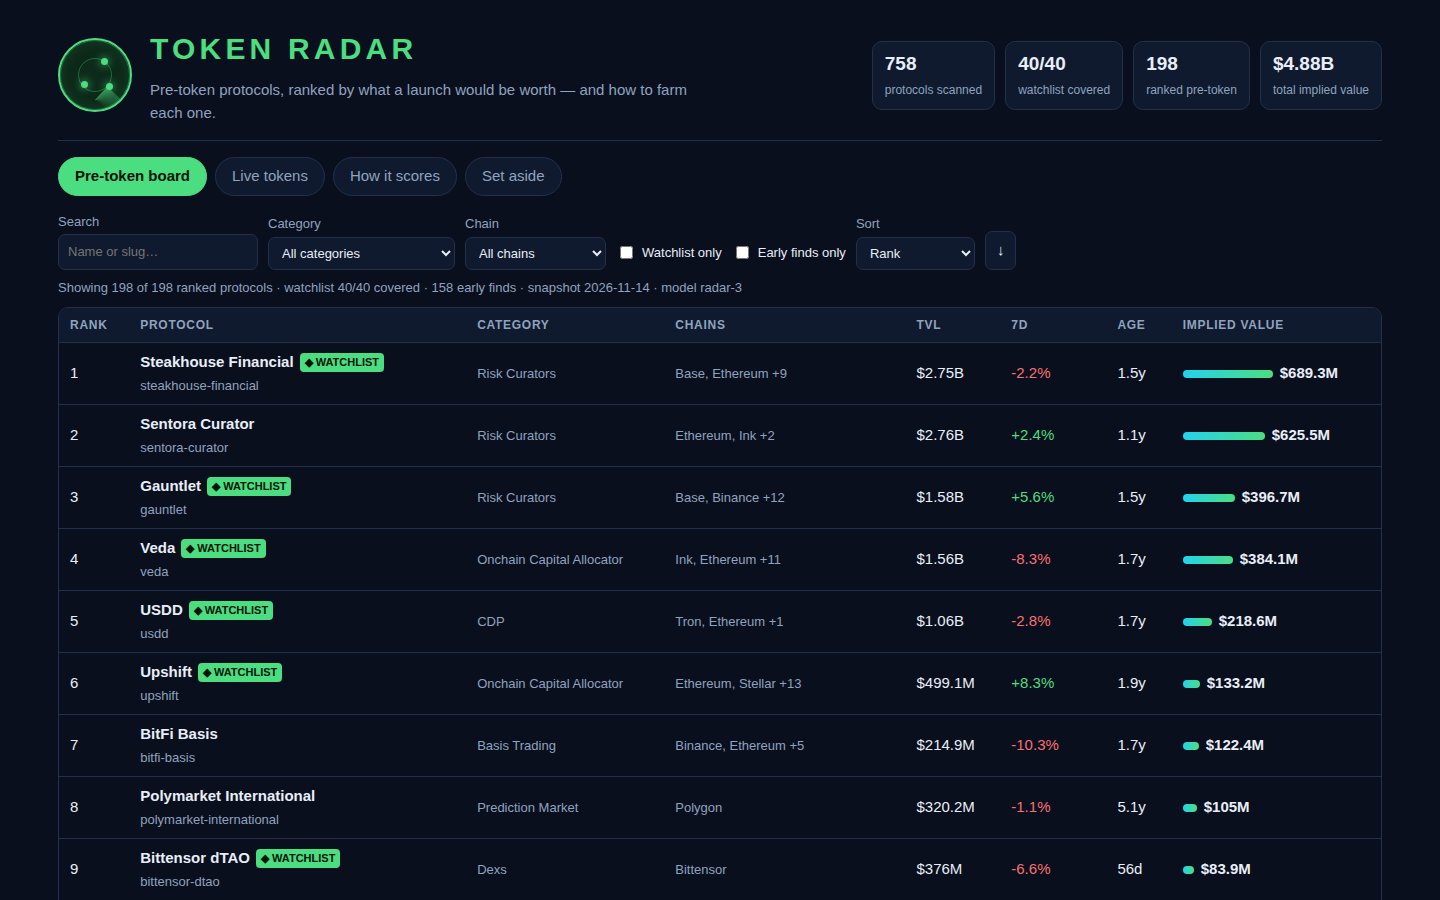 TOKEN RADAR
Pre-token protocols, ranked by what a launch would be worth — and how to farm
each one.
758
protocols scanned
40/40
watchlist covered
198
ranked pre-token
$4.88B
total implied value
Pre-token board
Live tokens
How it scores
Set aside
Search
Category
Chain
Sort
Name or slug…
All categories
All chains
Watchlist only
Early finds only
Rank
↓
Showing 198 of 198 ranked protocols · watchlist 40/40 covered · 158 early finds · snapshot 2026-11-14 · model radar-3
RANK PROTOCOL CATEGORY CHAINS TVL 7D AGE IMPLIED VALUE
1 Steakhouse Financial ◆ WATCHLIST Risk Curators Base, Ethereum +9 $2.75B -2.2% 1.5y $689.3M
steakhouse-financial
2 Sentora Curator Risk Curators Ethereum, Ink +2 $2.76B +2.4% 1.1y $625.5M
sentora-curator
3 Gauntlet ◆ WATCHLIST Risk Curators Base, Binance +12 $1.58B +5.6% 1.5y $396.7M
gauntlet
4 Veda ◆ WATCHLIST Onchain Capital Allocator Ink, Ethereum +11 $1.56B -8.3% 1.7y $384.1M
veda
5 USDD ◆ WATCHLIST CDP Tron, Ethereum +1 $1.06B -2.8% 1.7y $218.6M
usdd
6 Upshift ◆ WATCHLIST Onchain Capital Allocator Ethereum, Stellar +13 $499.1M +8.3% 1.9y $133.2M
upshift
7 BitFi Basis Basis Trading Binance, Ethereum +5 $214.9M -10.3% 1.7y $122.4M
bitfi-basis
8 Polymarket International Prediction Market Polygon $320.2M -1.1% 5.1y $105M
polymarket-international
9 Bittensor dTAO ◆ WATCHLIST Dexs Bittensor $376M -6.6% 56d $83.9M
bittensor-dtao